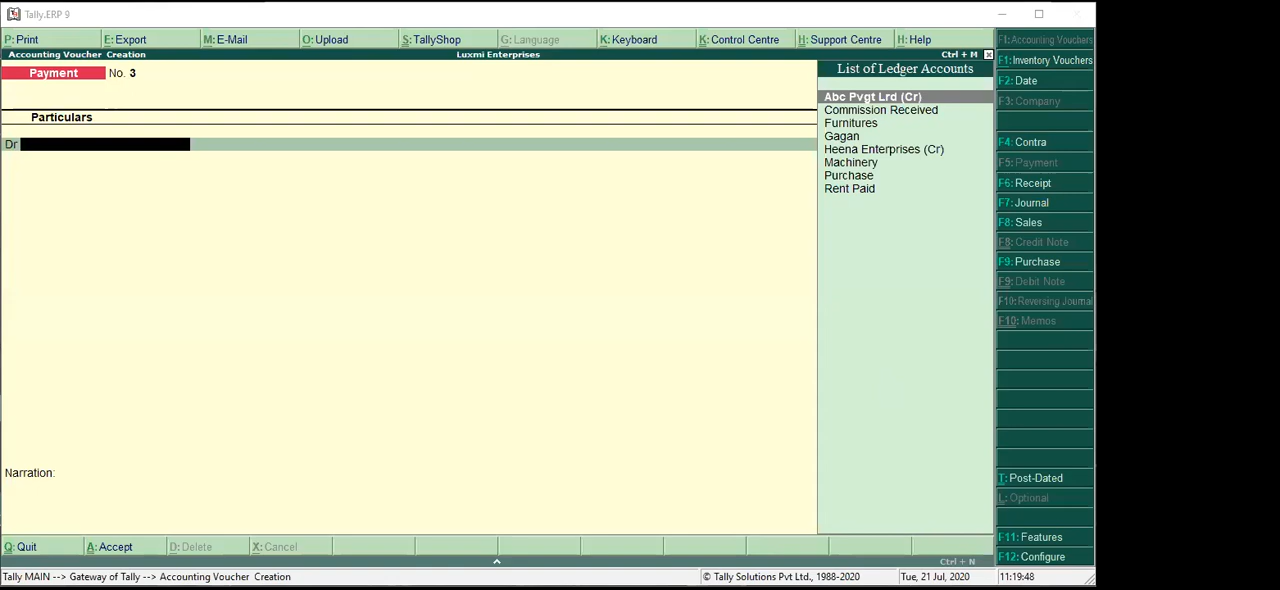 Tally.ERP 9
P: Print E: Export M: E-Mail O: Upload S: TallyShop G: Language K: Keyboard K: Control Centre H: Support Centre H: Help
Accounting Voucher Creation Luxmi Enterprises Ctrl + M
Payment No. 3
Particulars
Dr
Narration:
List of Ledger Accounts
Abc Pvgt Lrd (Cr)
Commission Received
Furnitures
Gagan
Heena Enterprises (Cr)
Machinery
Purchase
Rent Paid
F1: Accounting Vouchers
F1: Inventory Vouchers
F2: Date
F3: Company
F4: Contra
F5: Payment
F6: Receipt
F7: Journal
F8: Sales
F8: Credit Note
F9: Purchase
F9: Debit Note
F10: Reversing Journal
F10: Memos
T: Post-Dated
L: Optional
F11: Features
F12: Configure
Q: Quit A: Accept D: Delete X: Cancel
Ctrl + N
Tally MAIN --> Gateway of Tally --> Accounting Voucher Creation © Tally Solutions Pvt Ltd., 1988-2020 Tue, 21 Jul, 2020 11:19:48